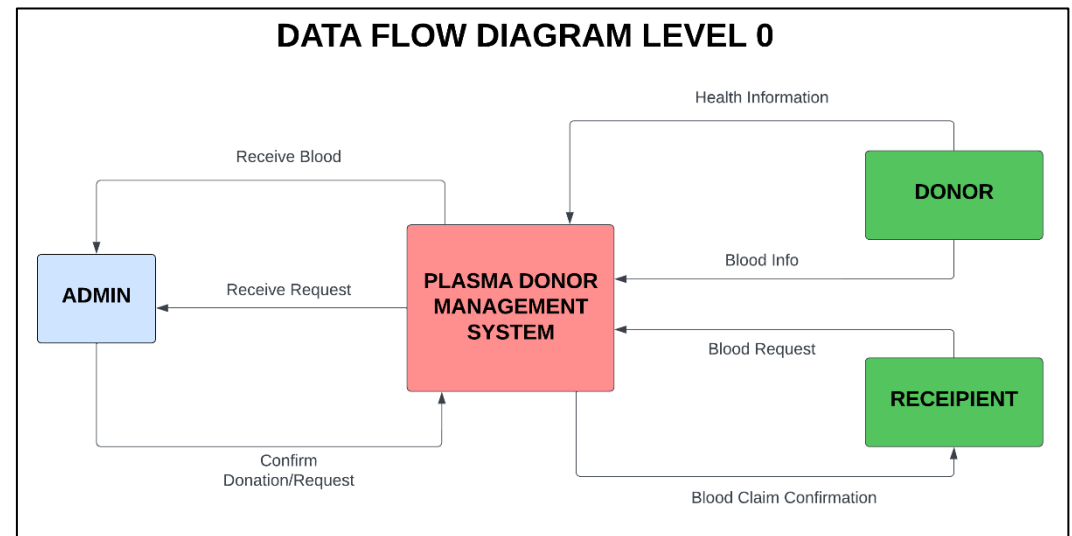 DATA FLOW DIAGRAM LEVEL 0
Health Information
Receive Blood
DONOR
Blood Info
PLASMA DONOR
MANAGEMENT
SYSTEM
ADMIN
Receive Request
Blood Request
RECEIPIENT
Confirm
Donation/Request
Blood Claim Confirmation